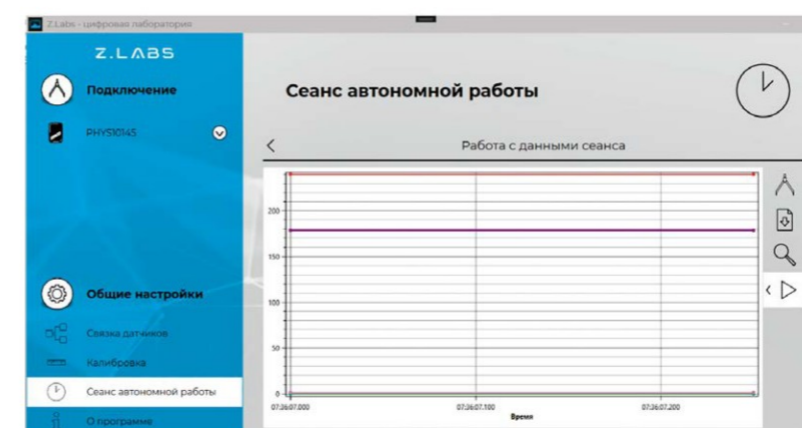 Z.Labs - цифровая лаборатория
Z.LABS
Подключение
PHYS10145
Общие настройки
Связка датчиков
Калибровка
Сеанс автономной работы
О программе
Сеанс автономной работы
Работа с данными сеанса
200
150
100
50
0
07:36:07.000
07:36:07.100
07:36:07.200
Время